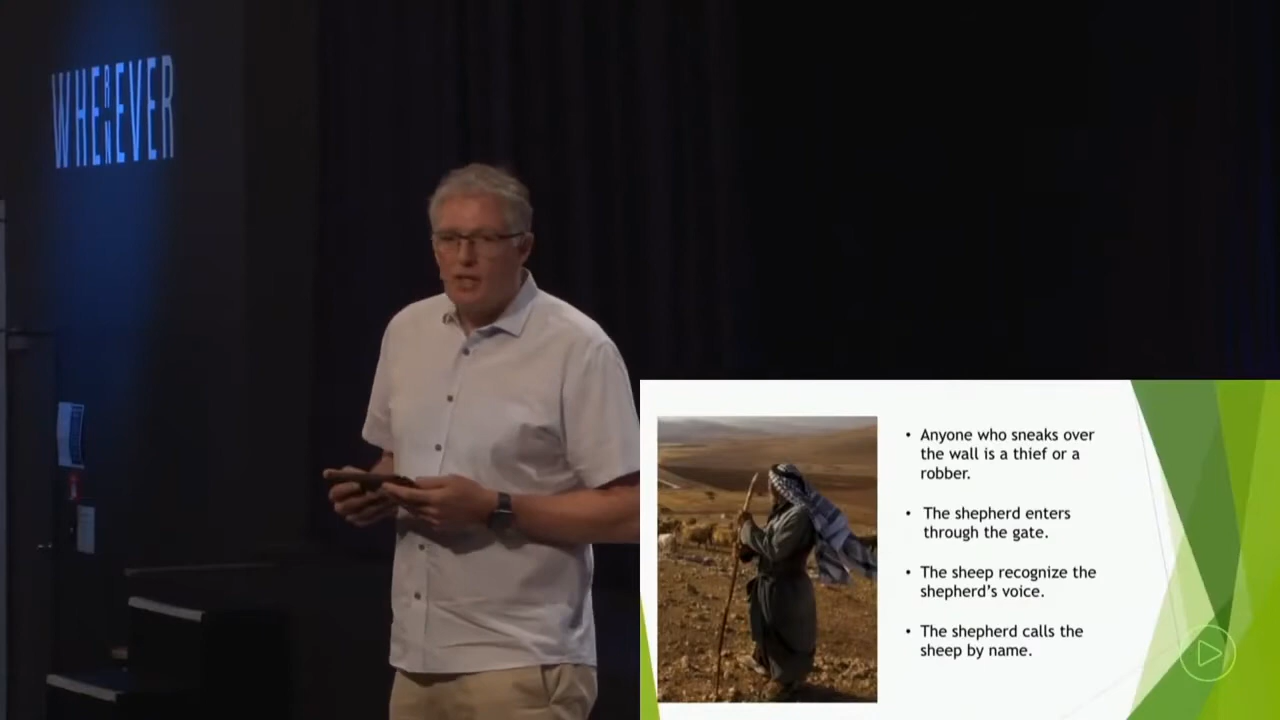 WHERENEVER
• Anyone who sneaks over
the wall is a thief or a
robber.
• The shepherd enters
through the gate.
• The sheep recognize the
shepherd's voice.
• The shepherd calls the
sheep by name.